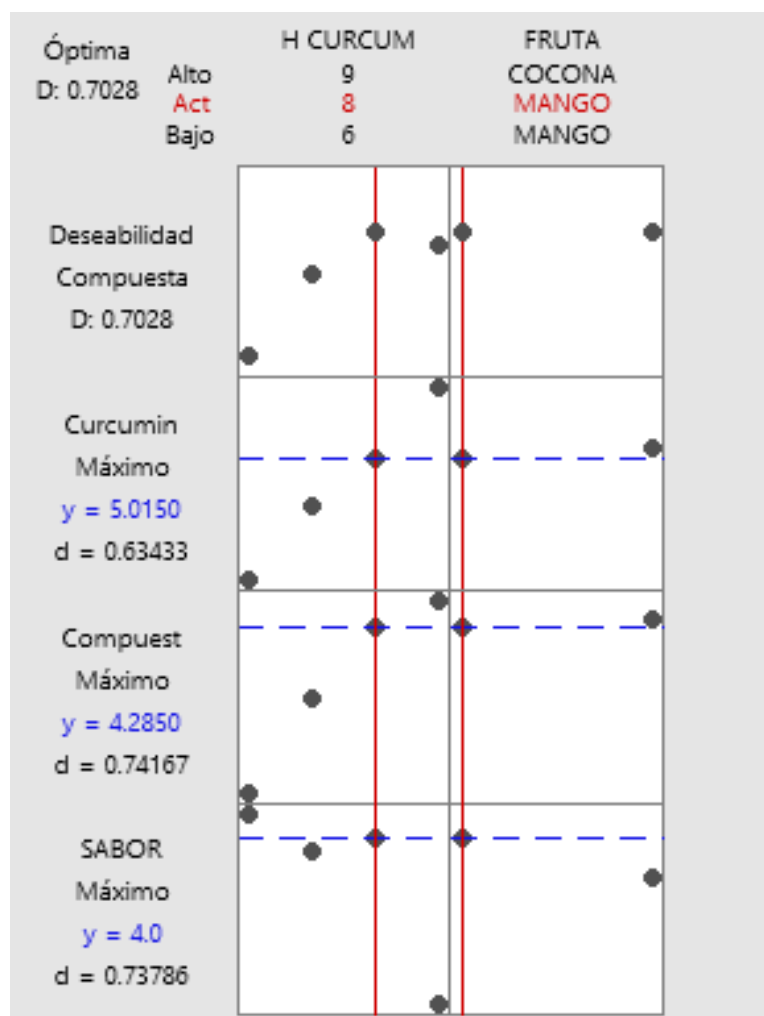 Óptima
D: 0.7028
H CURCUM FRUTA
Alto 9 COCONA
Act 8 MANGO
Bajo 6 MANGO
Deseabilidad
Compuesta
D: 0.7028
Curcumin
Máximo
y = 5.0150
d = 0.63433
Compuest
Máximo
y = 4.2850
d = 0.74167
SABOR
Máximo
y = 4.0
d = 0.73786